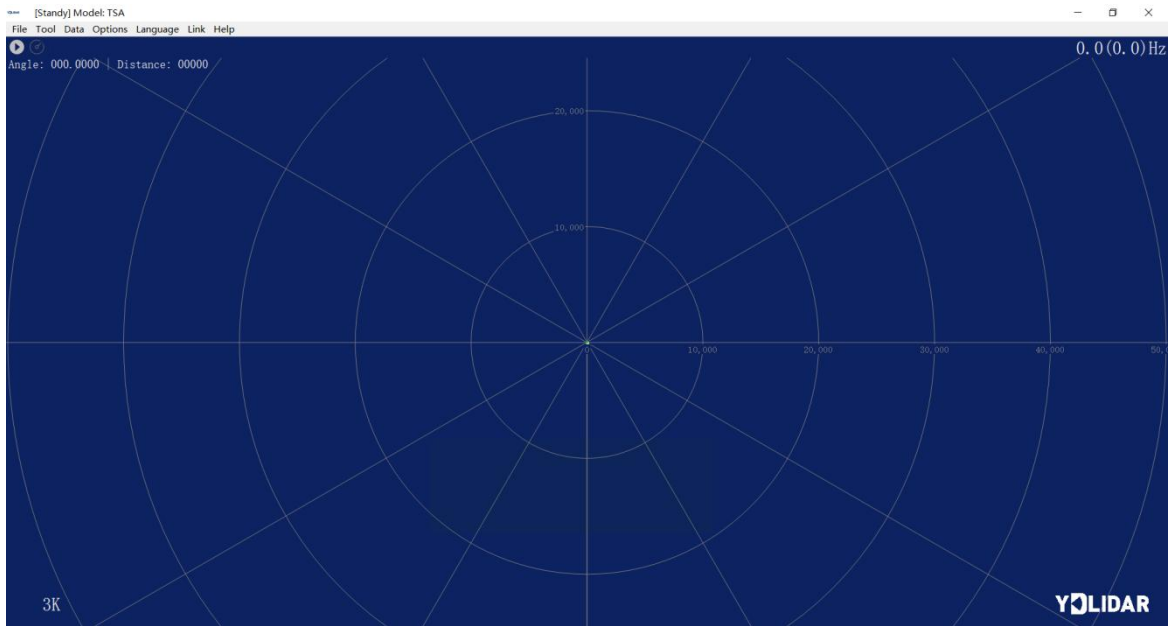 [Standy] Model: TSA
File Tool Data Options Language Link Help
0.0(0.0)Hz
Angle: 000.0000 | Distance: 00000
20,000
10,000
0 10,000 20,000 30,000 40,000 50,
3K
YDLIDAR